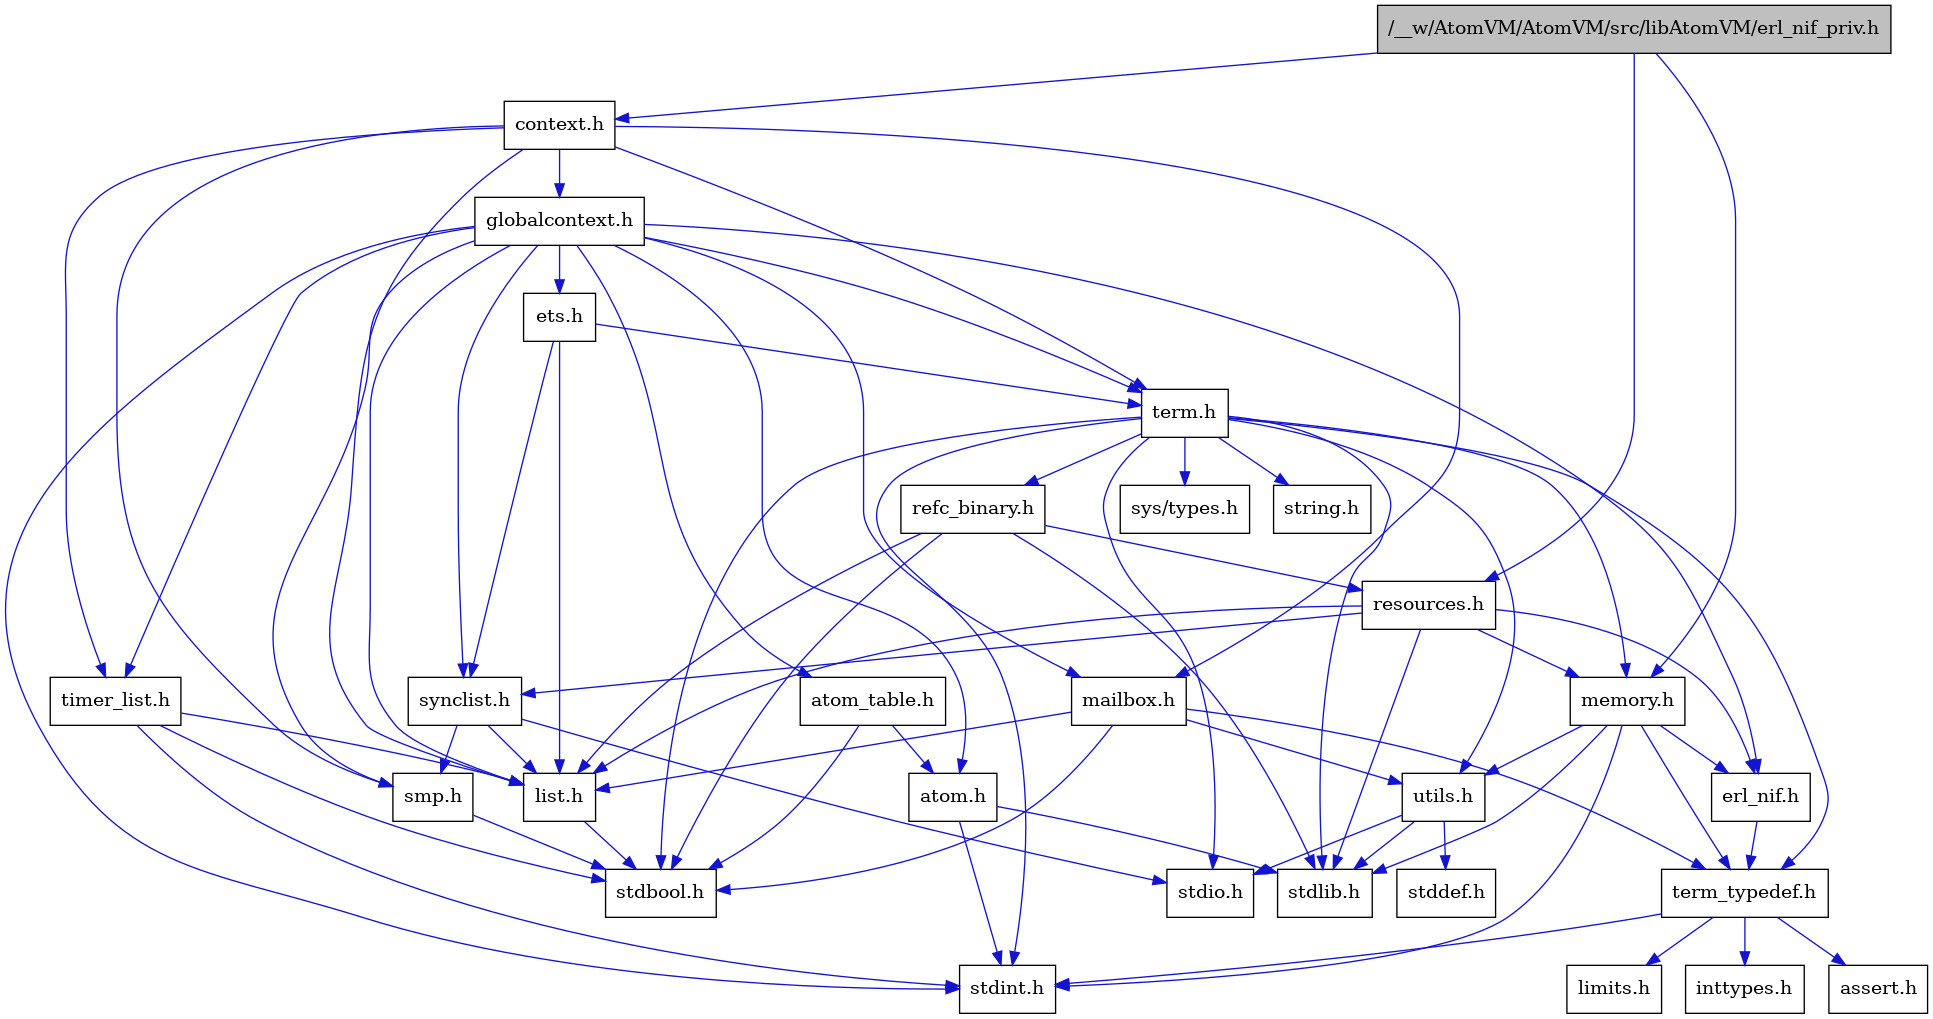 /__w/AtomVM/AtomVM/src/libAtomVM/erl_nif_priv.h
context.h
globalcontext.h
ets.h
term.h
refc_binary.h
sys/types.h
string.h
resources.h
timer_list.h
synclist.h
atom_table.h
mailbox.h
memory.h
smp.h
list.h
atom.h
utils.h
erl_nif.h
stdbool.h
stdio.h
stdlib.h
stddef.h
term_typedef.h
stdint.h
limits.h
inttypes.h
assert.h